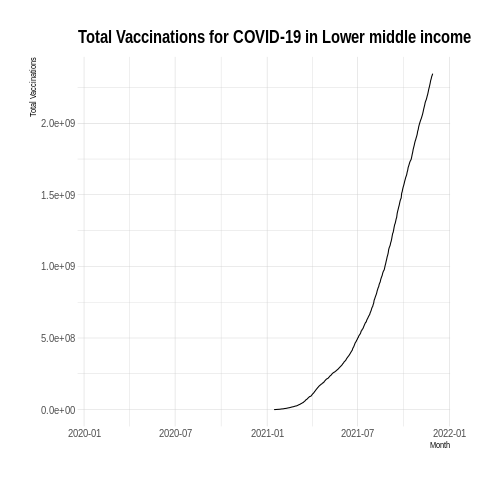 Total Vaccinations for COVID-19 in Lower middle income
Total Vaccinations
2.0e+09
1.5e+09
1.0e+09
5.0e+08
0.0e+00
2020-01 2020-07 2021-01 2021-07 2022-01
Month